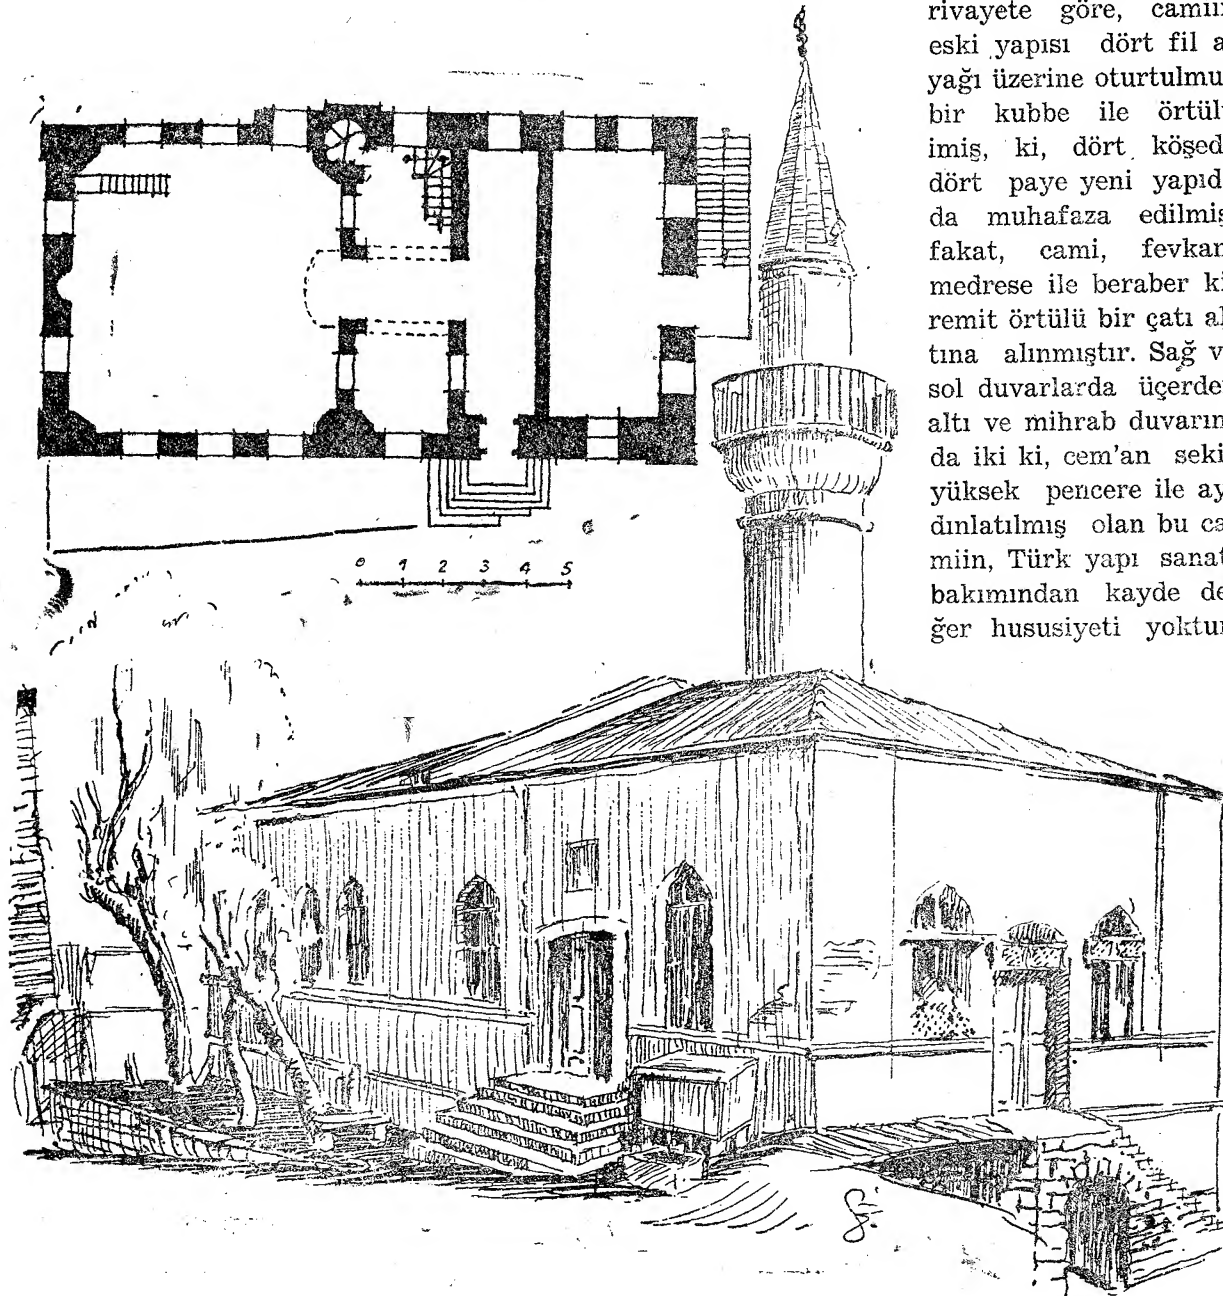 rivayete göre, camiin
eski yapısı dört fil a
yağı üzerine oturtulmu
bir kubbe ile örtül
imiş, ki, dört köşed
dört paye yeni yapıd
da muhafaza edilmiş
fakat, cami, fevkan
medrese ile beraber ki
remit örtülü bir çatı al
tına alınmıştır. Sağ v
sol duvarlarda üçerde
altı ve mihrab duvarın
da iki ki, cem'an seki
yüksek pencere ile ay
dınlatılmış olan bu ca
miin, Türk yapı sanat
bakımından kayde de
ğer hususiyeti yoktur
0 1 2 3 4 5